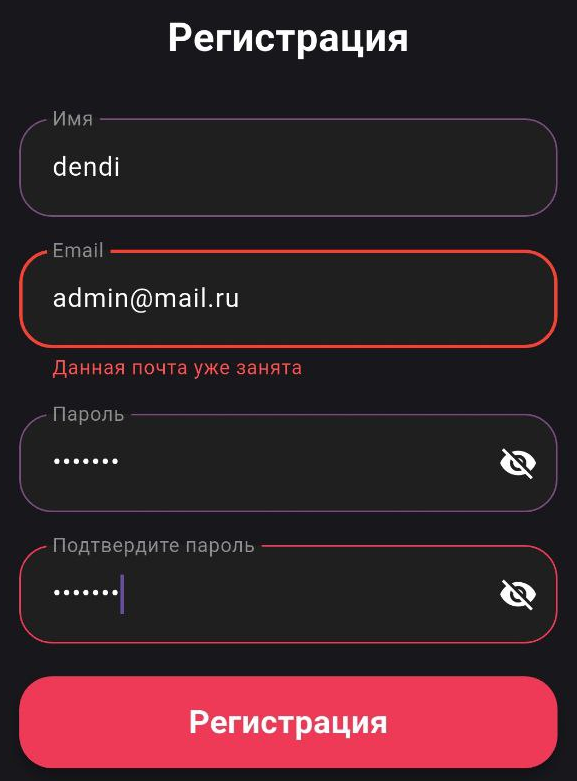 Регистрация
Имя
dendi
Email
admin@mail.ru
Данная почта уже занята
Пароль
•••••••
Подтвердите пароль
•••••••
Регистрация